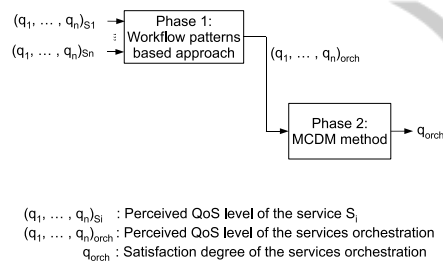 (q1, … , qn)S1
⋮
(q1, … , qn)Sn
Phase 1:
Workflow patterns
based approach
(q1, … , qn)orch
Phase 2:
MCDM method
qorch
(q1, … , qn)Si : Perceived QoS level of the service Si
(q1, … , qn)orch : Perceived QoS level of the services orchestration
qorch : Satisfaction degree of the services orchestration